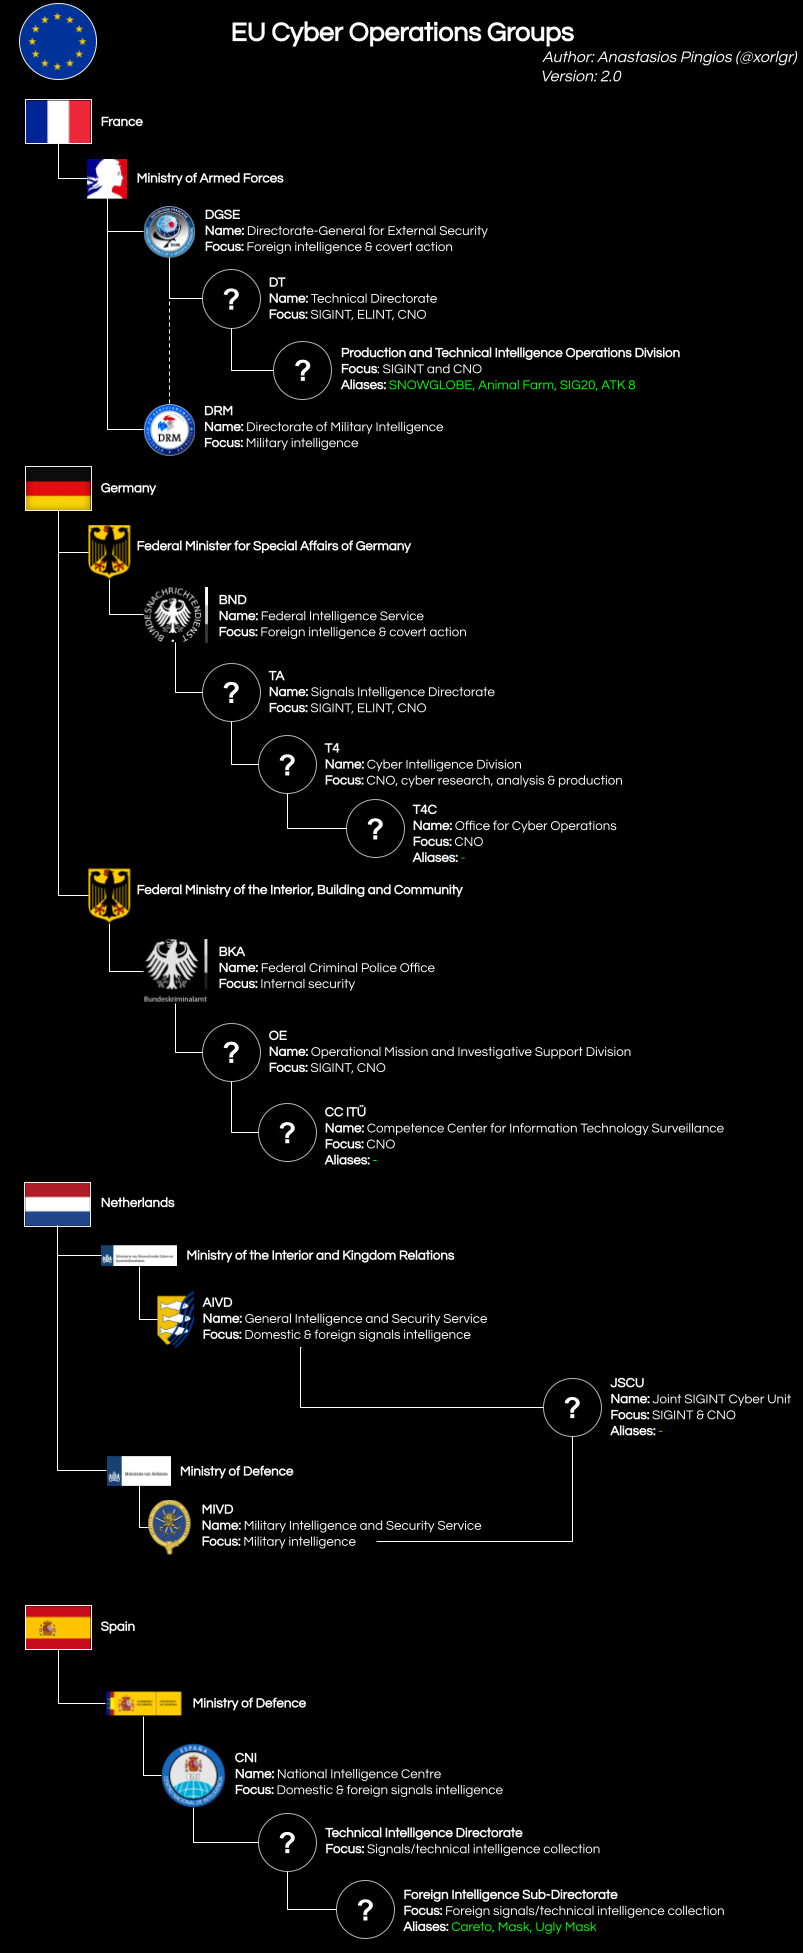 EU Cyber Operations Groups
Author: Anastasios Pingios (@xorlgr)
Version: 2.0
France
Ministry of Armed Forces
DGSE
Name: Directorate-General for External Security
Focus: Foreign intelligence & covert action
?
DT
Name: Technical Directorate
Focus: SIGINT, ELINT, CNO
?
Production and Technical Intelligence Operations Division
Focus: SIGINT and CNO
Aliases: SNOWGLOBE, Animal Farm, SIG20, ATK 8
DRM
DRM
Name: Directorate of Military Intelligence
Focus: Military intelligence
Germany
Federal Minister for Special Affairs of Germany
BUNDESNACHRICHTENDIENST
BND
Name: Federal Intelligence Service
Focus: Foreign intelligence & covert action
?
TA
Name: Signals Intelligence Directorate
Focus: SIGINT, ELINT, CNO
?
T4
Name: Cyber Intelligence Division
Focus: CNO, cyber research, analysis & production
?
T4C
Name: Office for Cyber Operations
Focus: CNO
Aliases: -
Federal Ministry of the Interior, Building and Community
Bundeskriminalamt
BKA
Name: Federal Criminal Police Office
Focus: Internal security
?
OE
Name: Operational Mission and Investigative Support Division
Focus: SIGINT, CNO
?
CC ITÜ
Name: Competence Center for Information Technology Surveillance
Focus: CNO
Aliases: -
Netherlands
Ministry of the Interior and Kingdom Relations
AIVD
Name: General Intelligence and Security Service
Focus: Domestic & foreign signals intelligence
?
JSCU
Name: Joint SIGINT Cyber Unit
Focus: SIGINT & CNO
Aliases: -
Ministerie van Defensie
Ministry of Defence
MIVD
Name: Military Intelligence and Security Service
Focus: Military intelligence
Spain
Ministry of Defence
ESPAÑA
CNI
Name: National Intelligence Centre
Focus: Domestic & foreign signals intelligence
?
Technical Intelligence Directorate
Focus: Signals/technical intelligence collection
?
Foreign Intelligence Sub-Directorate
Focus: Foreign signals/technical intelligence collection
Aliases: Careto, Mask, Ugly Mask